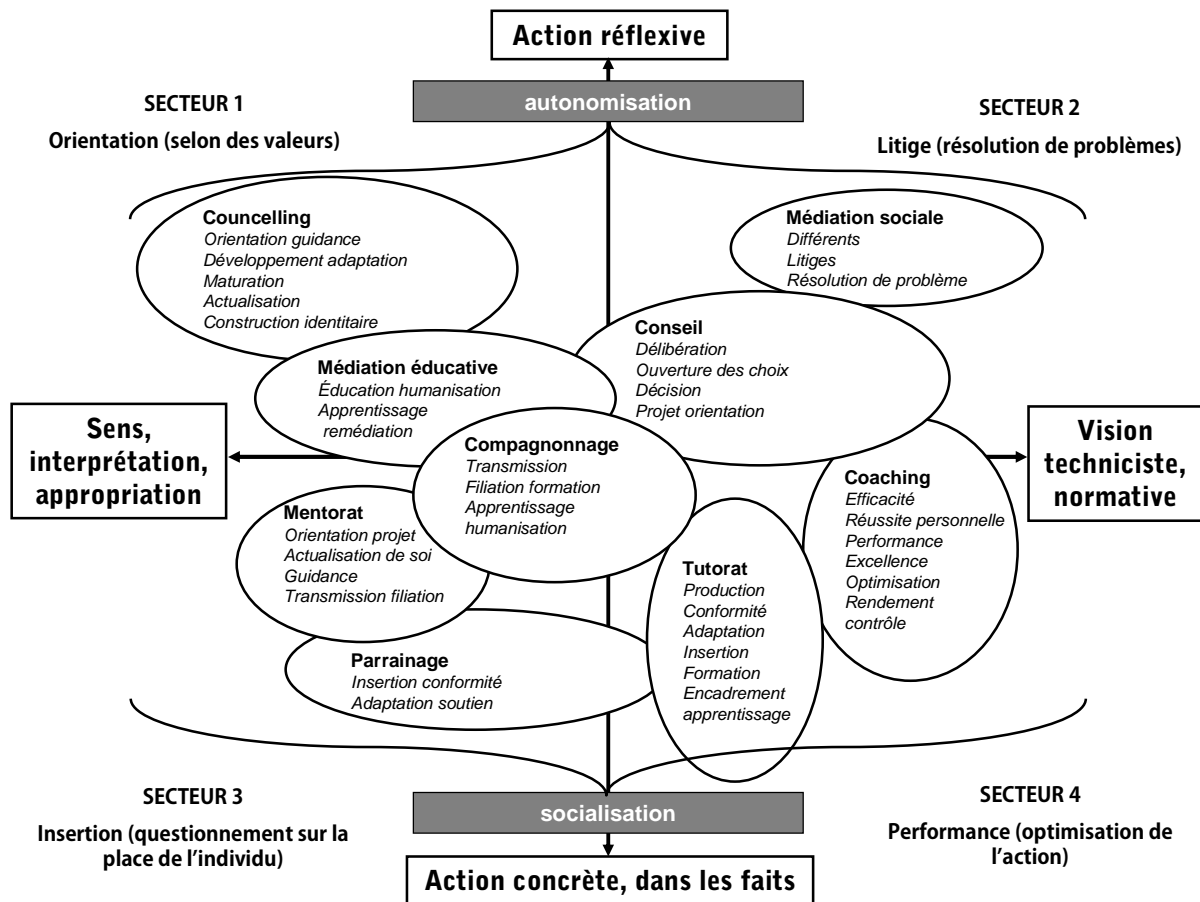 Action réflexive
autonomisation
SECTEUR 1
Orientation (selon des valeurs)
SECTEUR 2
Litige (résolution de problèmes)
Councelling
Orientation guidance
Développement adaptation
Maturation
Actualisation
Construction identitaire
Médiation sociale
Différents
Litiges
Résolution de problème
Conseil
Délibération
Ouverture des choix
Décision
Projet orientation
Médiation éducative
Éducation humanisation
Apprentissage
remédiation
Sens,
interprétation,
appropriation
Compagnonnage
Transmission
Filiation formation
Apprentissage
humanisation
Vision
techniciste,
normative
Coaching
Efficacité
Réussite personnelle
Performance
Excellence
Optimisation
Rendement
contrôle
Mentorat
Orientation projet
Actualisation de soi
Guidance
Transmission filiation
Tutorat
Production
Conformité
Adaptation
Insertion
Formation
Encadrement
apprentissage
Parrainage
Insertion conformité
Adaptation soutien
SECTEUR 3
Insertion (questionnement sur la
place de l'individu)
socialisation
SECTEUR 4
Performance (optimisation de
l'action)
Action concrète, dans les faits